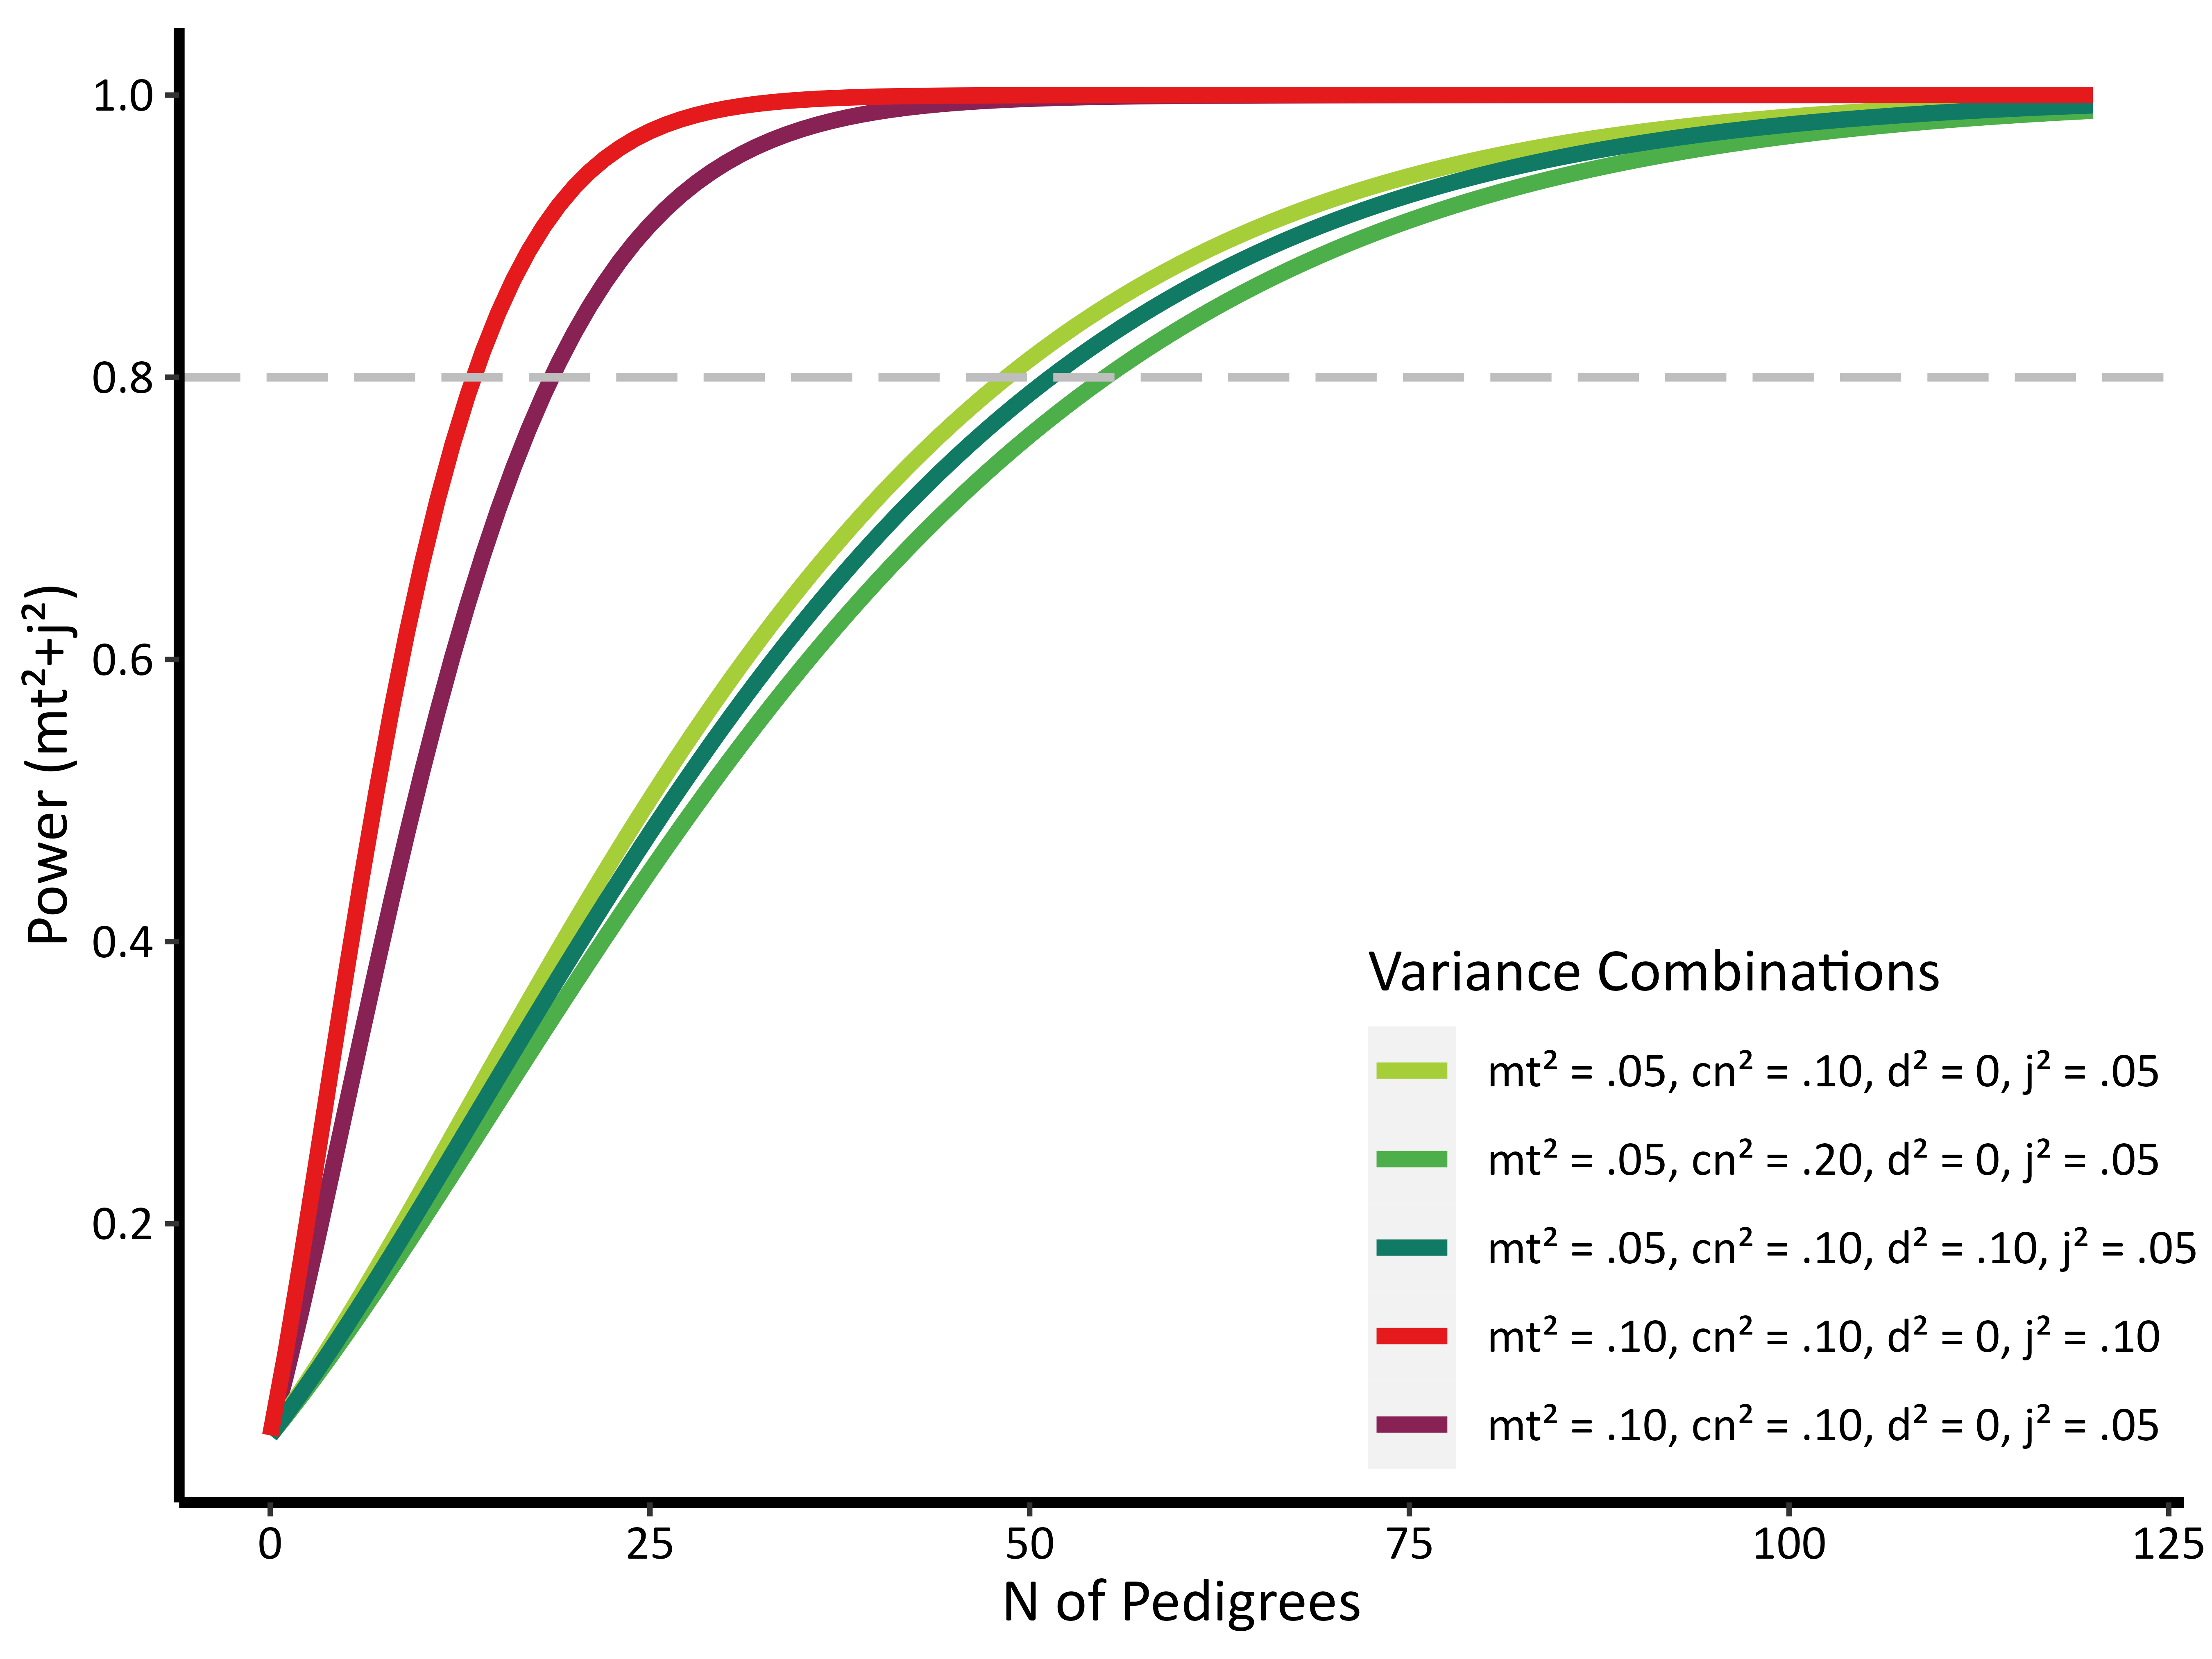 Power (mt²+j²)
1.0
0.8
0.6
0.4
0.2
Variance Combinations
mt² = .05, cn² = .10, d² = 0, j² = .05
mt² = .05, cn² = .20, d² = 0, j² = .05
mt² = .05, cn² = .10, d² = .10, j² = .05
mt² = .10, cn² = .10, d² = 0, j² = .10
mt² = .10, cn² = .10, d² = 0, j² = .05
0 25 50 75 100 125
N of Pedigrees